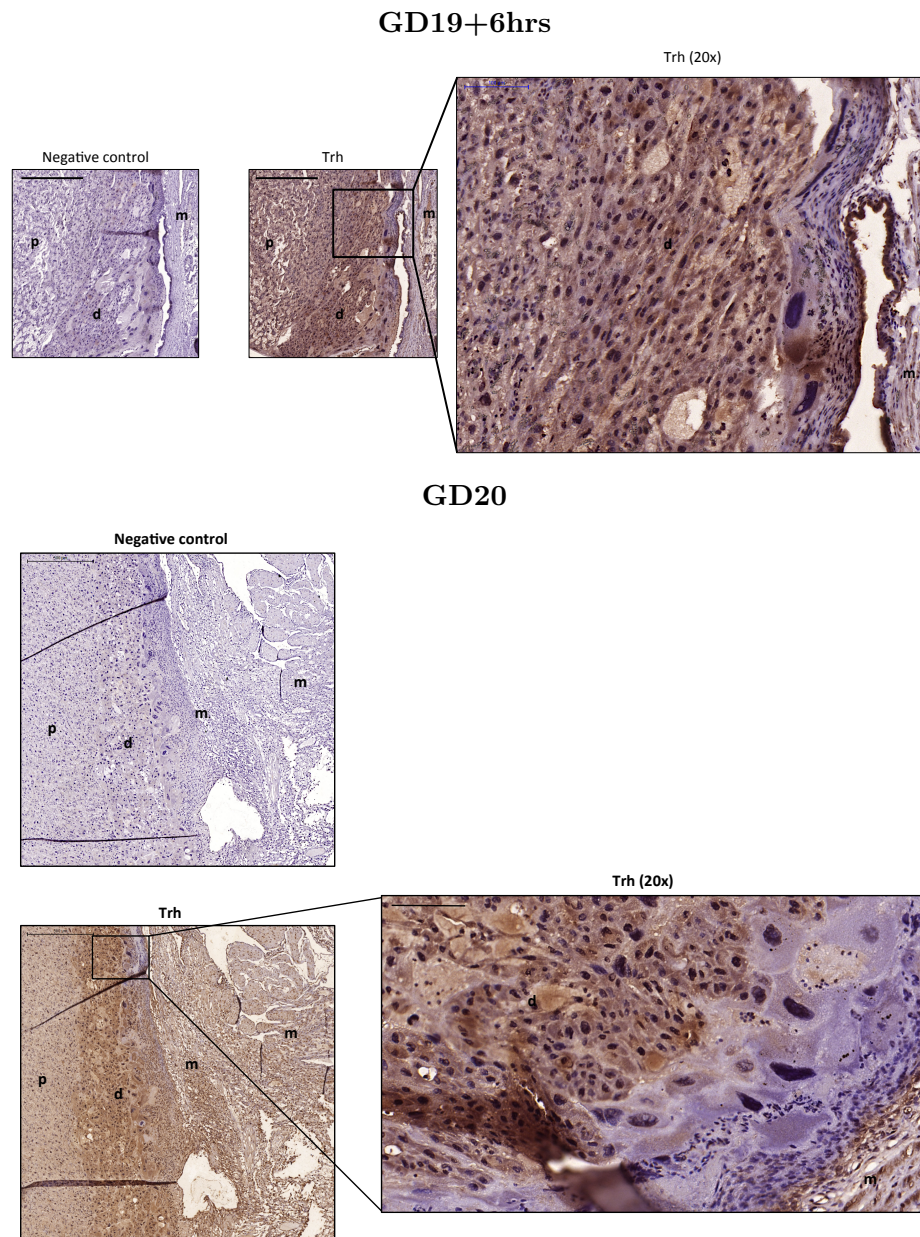 GD19+6hrs
Trh (20x)
Negative control
Trh
p
d
m
p
d
m
d
m
GD20
Negative control
p
d
m
m
Trh
p
d
m
m
Trh (20x)
d
m